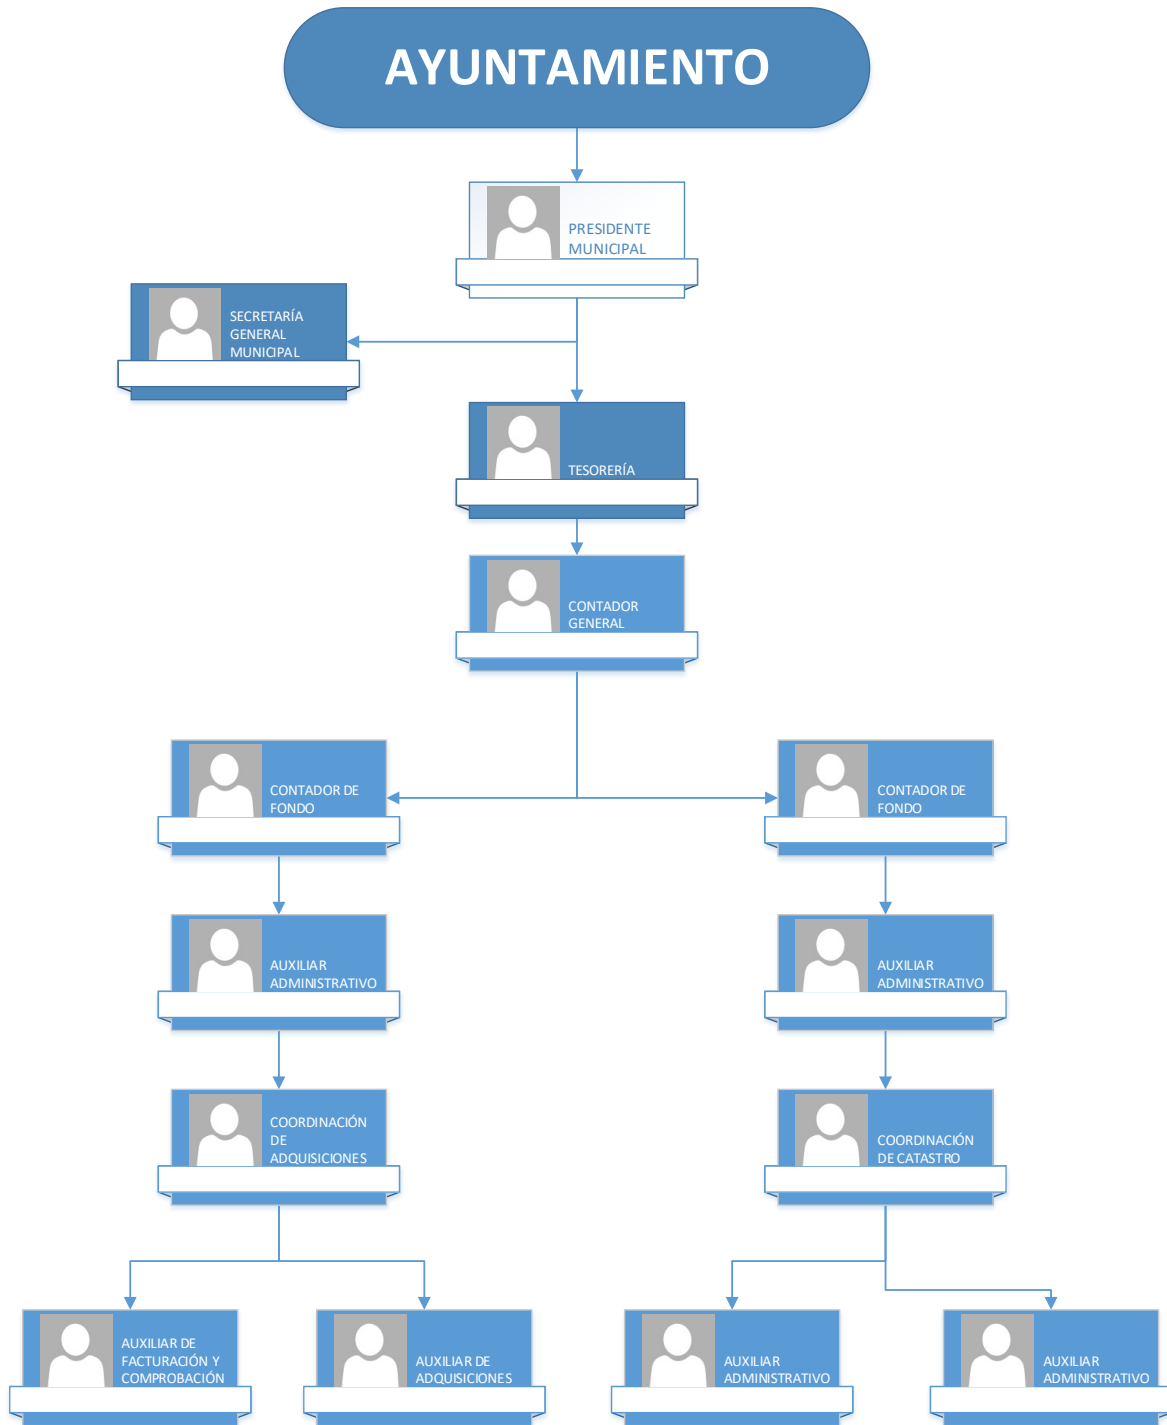 AYUNTAMIENTO
PRESIDENTE
MUNICIPAL
SECRETARÍA
GENERAL
MUNICIPAL
TESORERÍA
CONTADOR
GENERAL
CONTADOR DE
FONDO
CONTADOR DE
FONDO
AUXILIAR
ADMINISTRATIVO
AUXILIAR
ADMINISTRATIVO
COORDINACIÓN
DE
ADQUISICIONES
COORDINACIÓN
DE CATASTRO
AUXILIAR DE
FACTURACIÓN Y
COMPROBACIÓN
AUXILIAR DE
ADQUISICIONES
AUXILIAR
ADMINISTRATIVO
AUXILIAR
ADMINISTRATIVO